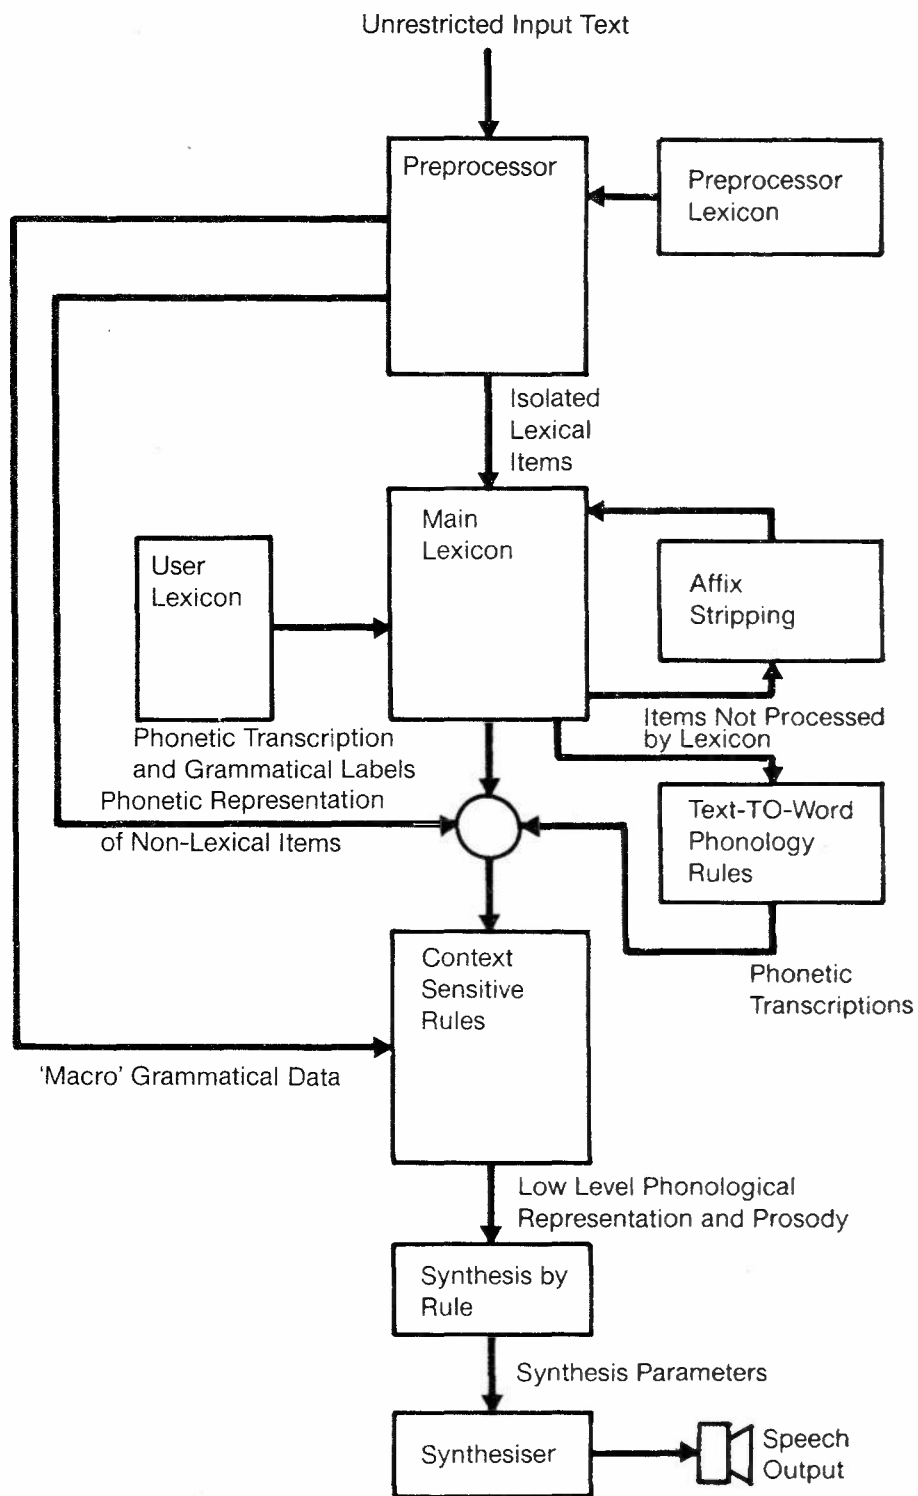 Unrestricted Input Text
Preprocessor
Preprocessor
Lexicon
Isolated
Lexical
Items
Main
Lexicon
User
Lexicon
Affix
Stripping
Items Not Processed
by Lexicon
Phonetic Transcription
and Grammatical Labels
Phonetic Representation
of Non-Lexical Items
Text-TO-Word
Phonology
Rules
Phonetic
Transcriptions
Context
Sensitive
Rules
'Macro' Grammatical Data
Low Level Phonological
Representation and Prosody
Synthesis by
Rule
Synthesis Parameters
Synthesiser
Speech
Output